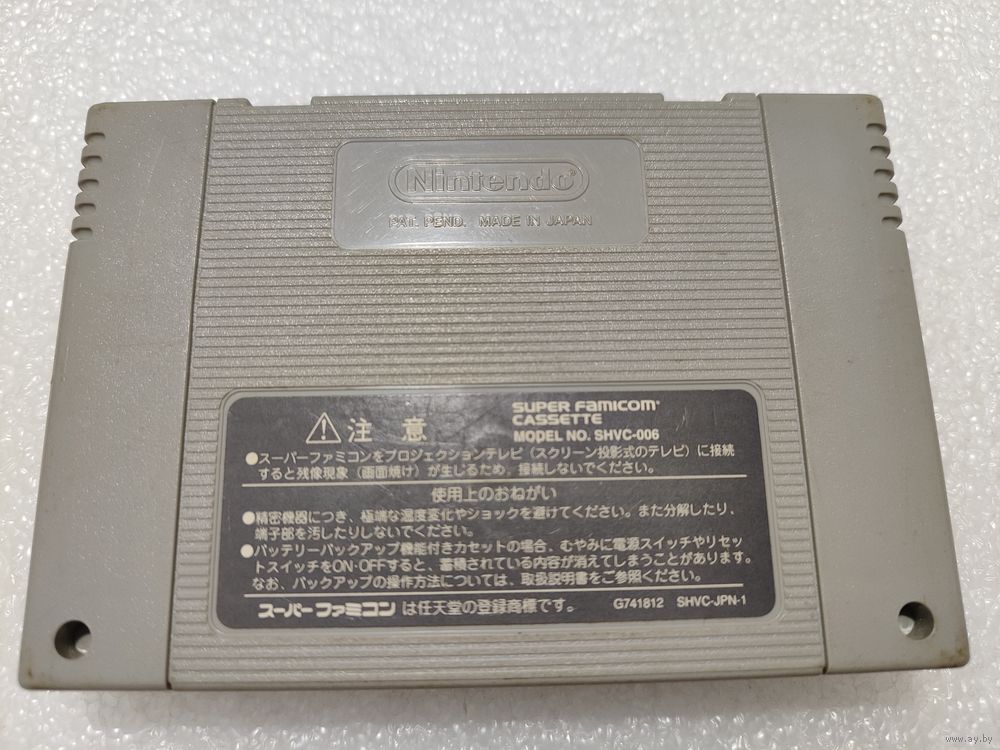 Nintendo®
PAT. PEND. MADE IN JAPAN
SUPER FAMICOM®
CASSETTE
MODEL NO. SHVC-006
⚠注 意
●スーパーファミコンをプロジェクションテレビ（スクリーン投影式のテレビ）に接続
すると残像現象（画面焼け）が生じるため、接続しないでください。
使用上のおねがい
●精密機器につき、極端な温度変化やショックを避けてください。また分解したり、
端子部を汚したりしないでください。
●バッテリーバックアップ機能付きカセットの場合、むやみに電源スイッチやリセッ
トスイッチをON・OFFすると、蓄積されている内容が消えてしまうことがあります。
なお、バックアップの操作方法については、取扱説明書をご参照ください。
スーパーファミコンは任天堂の登録商標です。 G741812 SHVC-JPN-1
www.ay.by